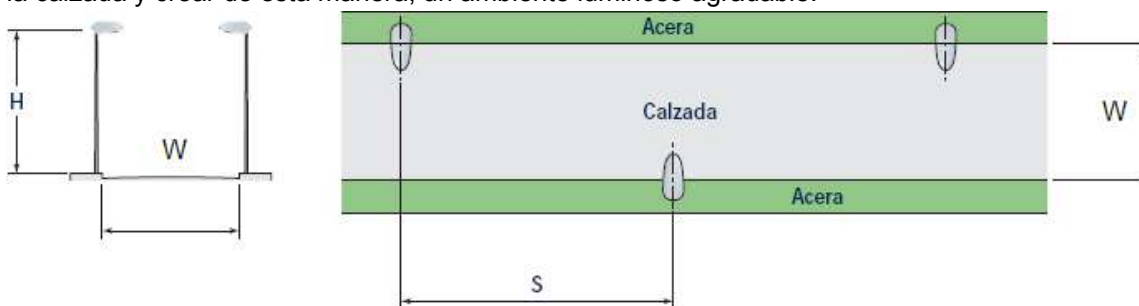 la calzada y crear de esta manera, un ambiente luminoso agradable.
Acera
H
W
Calzada
W
Acera
S